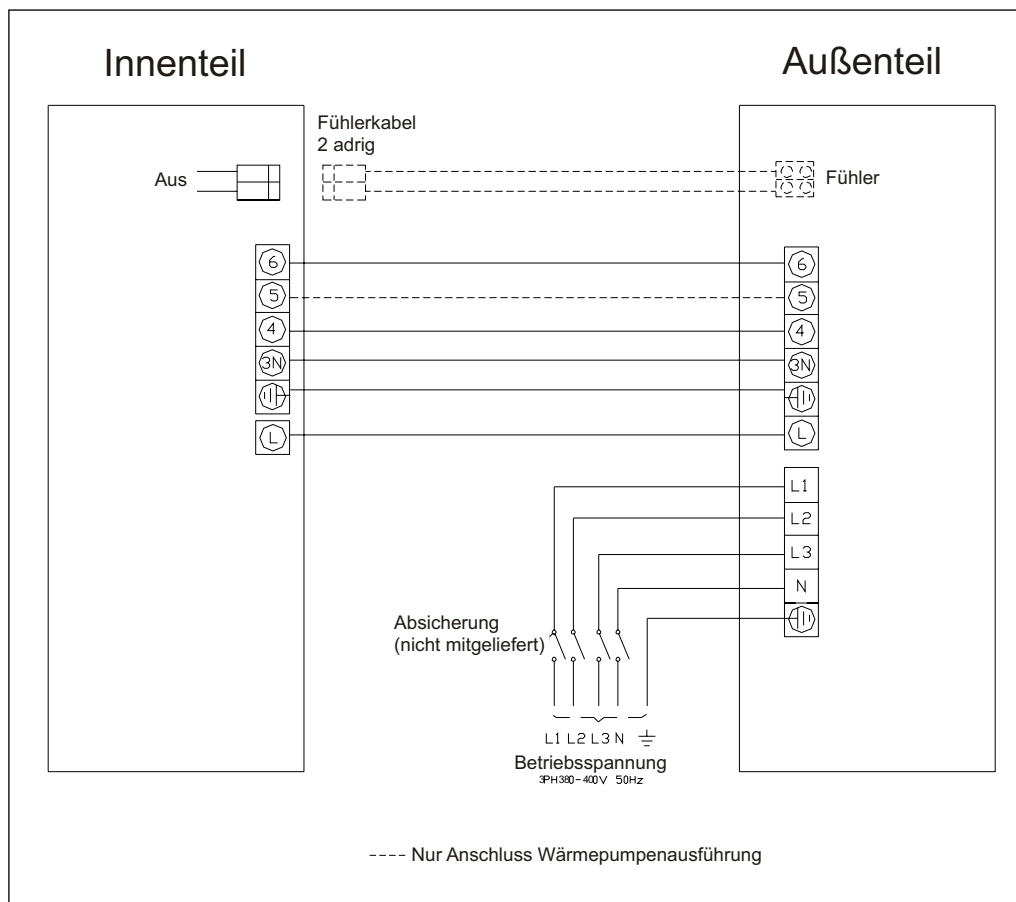 Innenteil
Außenteil
Fühlerkabel
2 adrig
Aus
Fühler
6
6
5
5
4
4
3N
3N
L
L
L1
L2
L3
N
Absicherung
(nicht mitgeliefert)
L1 L2 L3 N
Betriebsspannung
3PH380-400V 50Hz
---- Nur Anschluss Wärmepumpenausführung